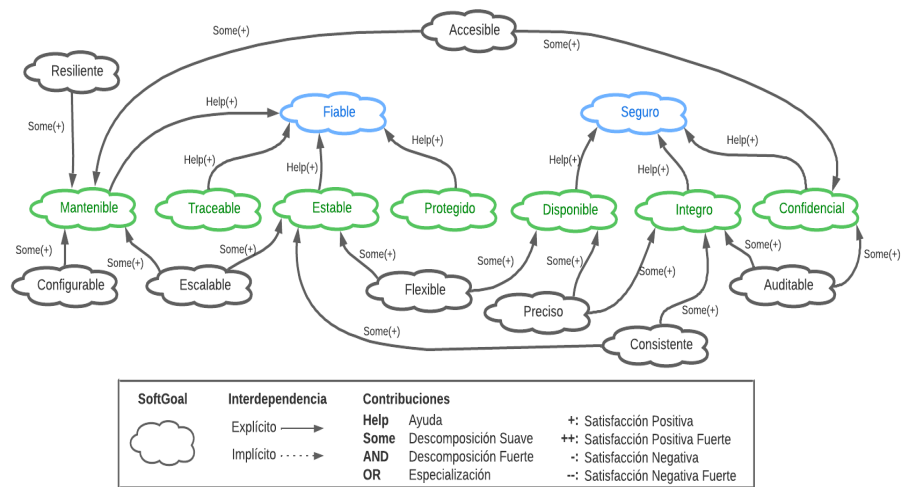 Accesible
Some(+)
Some(+)
Resiliente
Help(+)
Fiable
Seguro
Some(+)
Help(+)
Help(+)
Help(+)
Help(+)
Help(+)
Help(+)
Mantenible
Traceable
Estable
Protegido
Disponible
Integro
Confidencial
Some(+)
Some(+)
Some(+)
Some(+)
Some(+)
Some(+)
Some(+)
Some(+)
Some(+)
Configurable
Escalable
Flexible
Preciso
Auditable
Some(+)
Some(+)
Consistente
SoftGoal
Interdependencia
Contribuciones
Explícito
Implícito
Help Ayuda
Some Descomposición Suave
AND Descomposición Fuerte
OR Especialización
+: Satisfacción Positiva
++: Satisfacción Positiva Fuerte
-: Satisfacción Negativa
--: Satisfacción Negativa Fuerte